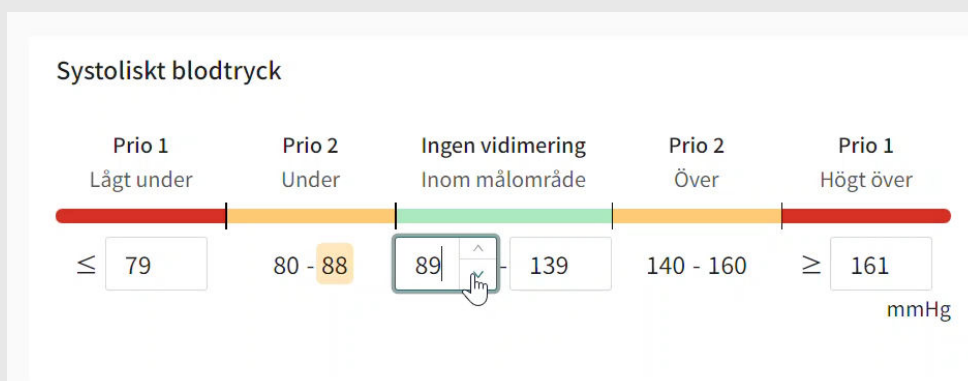 Systoliskt blodtryck
Prio 1 Prio 2 Ingen vidimering Prio 2 Prio 1
Lågt under Under Inom målområde Över Högt över
≤ 79 80 - 88 89 - 139 140 - 160 ≥ 161
mmHg